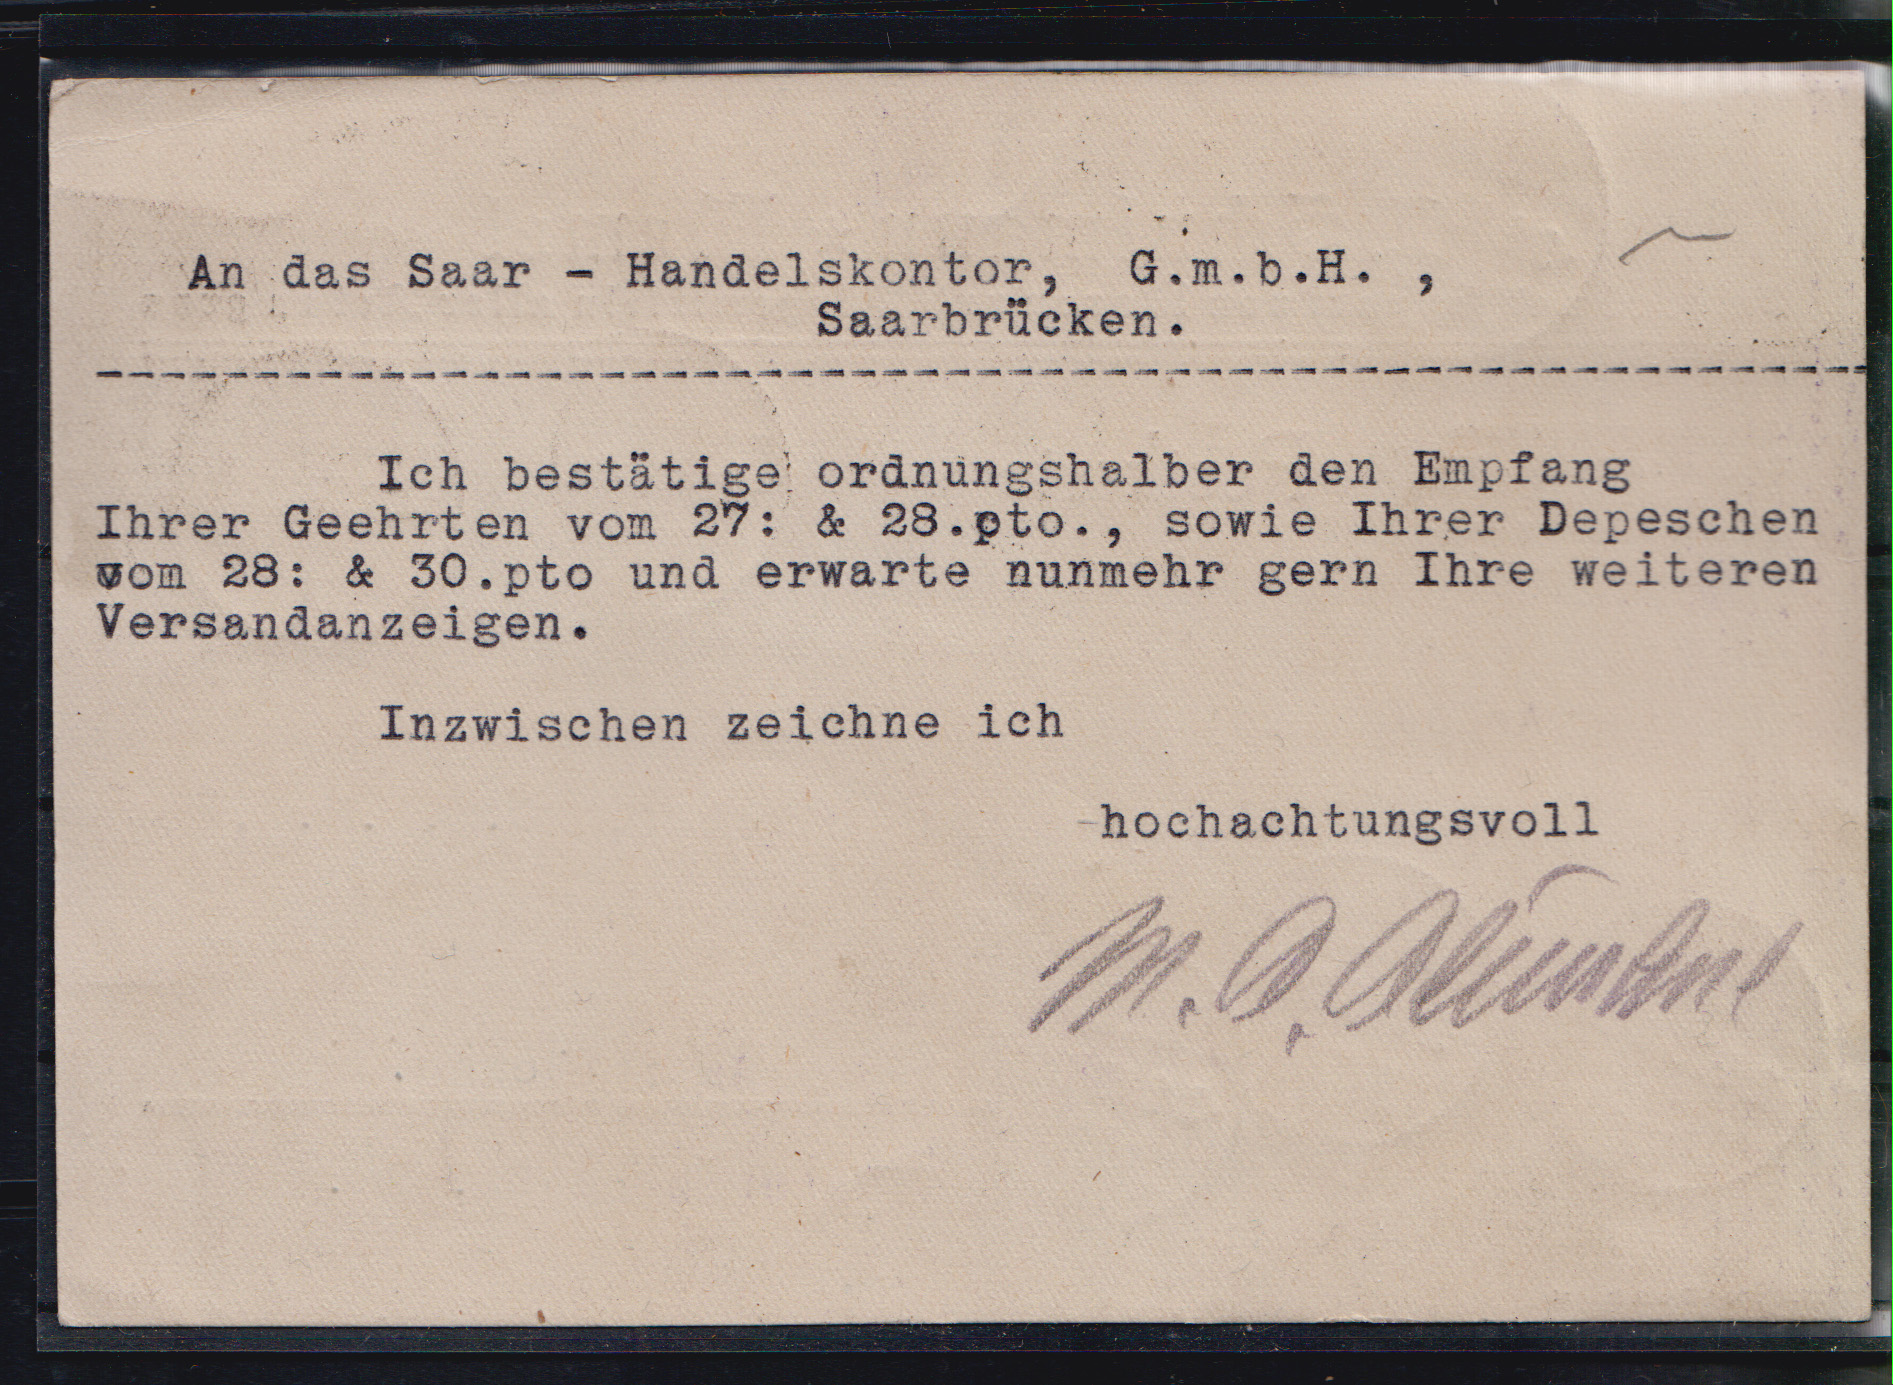 An das Saar - Handelskontor, G.m.b.H. ,
Saarbrücken.
Ich bestätige ordnungshalber den Empfang
Ihrer Geehrten vom 27: & 28.pto., sowie Ihrer Depeschen
vom 28: & 30.pto und erwarte nunmehr gern Ihre weiteren
Versandanzeigen.
Inzwischen zeichne ich
hochachtungsvoll
M.